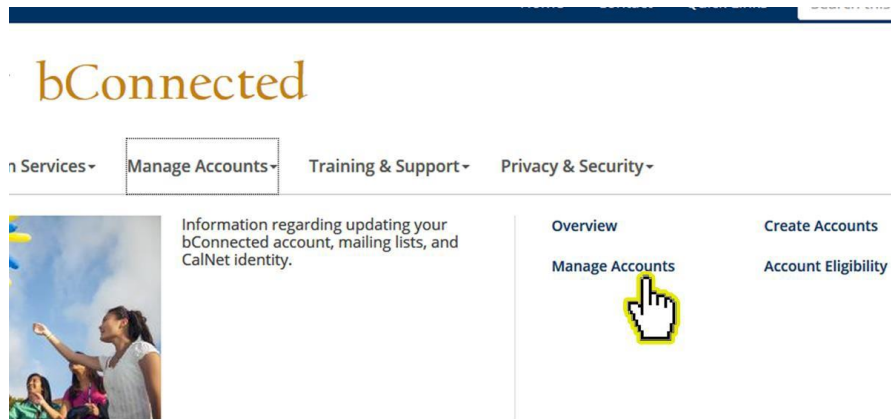 bConnected
Services
Manage Accounts
Training & Support
Privacy & Security
Information regarding updating your
bConnected account, mailing lists, and
CalNet identity.
Overview
Create Accounts
Manage Accounts
Account Eligibility